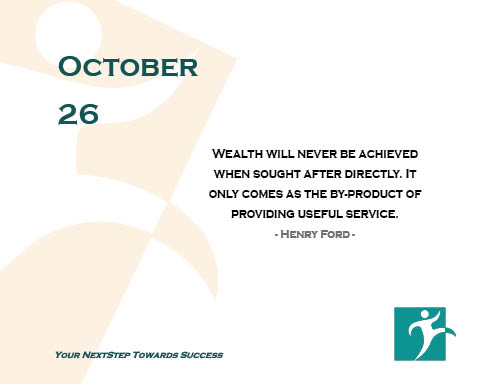 October
26
Wealth will never be achieved
when sought after directly. It
only comes as the by-product of
providing useful service.
- Henry Ford -
Your NextStep Towards Success